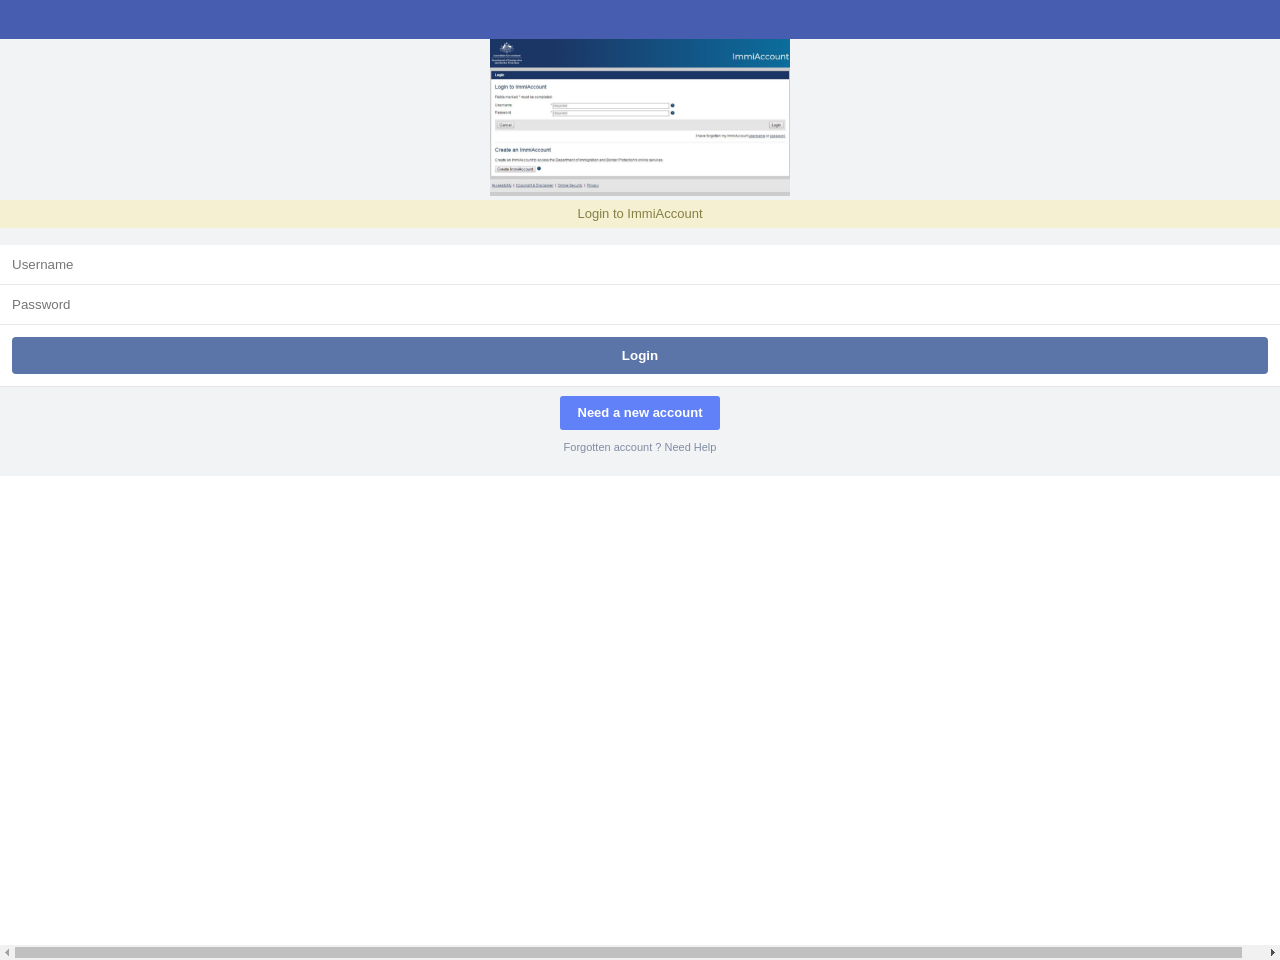 ImmiAccount
Login
Login to ImmiAccount
Fields marked * must be completed.
Username
Password
Cancel
Login
I have forgotten my ImmiAccount username or password.
Create an ImmiAccount
Create an ImmiAccount to access the Department of Immigration and Border Protection's online services.
Create ImmiAccount
Accessibility | Copyright & Disclaimer | Online Security | Privacy
Login to ImmiAccount
Username
Password
Login
Need a new account
Forgotten account ? Need Help